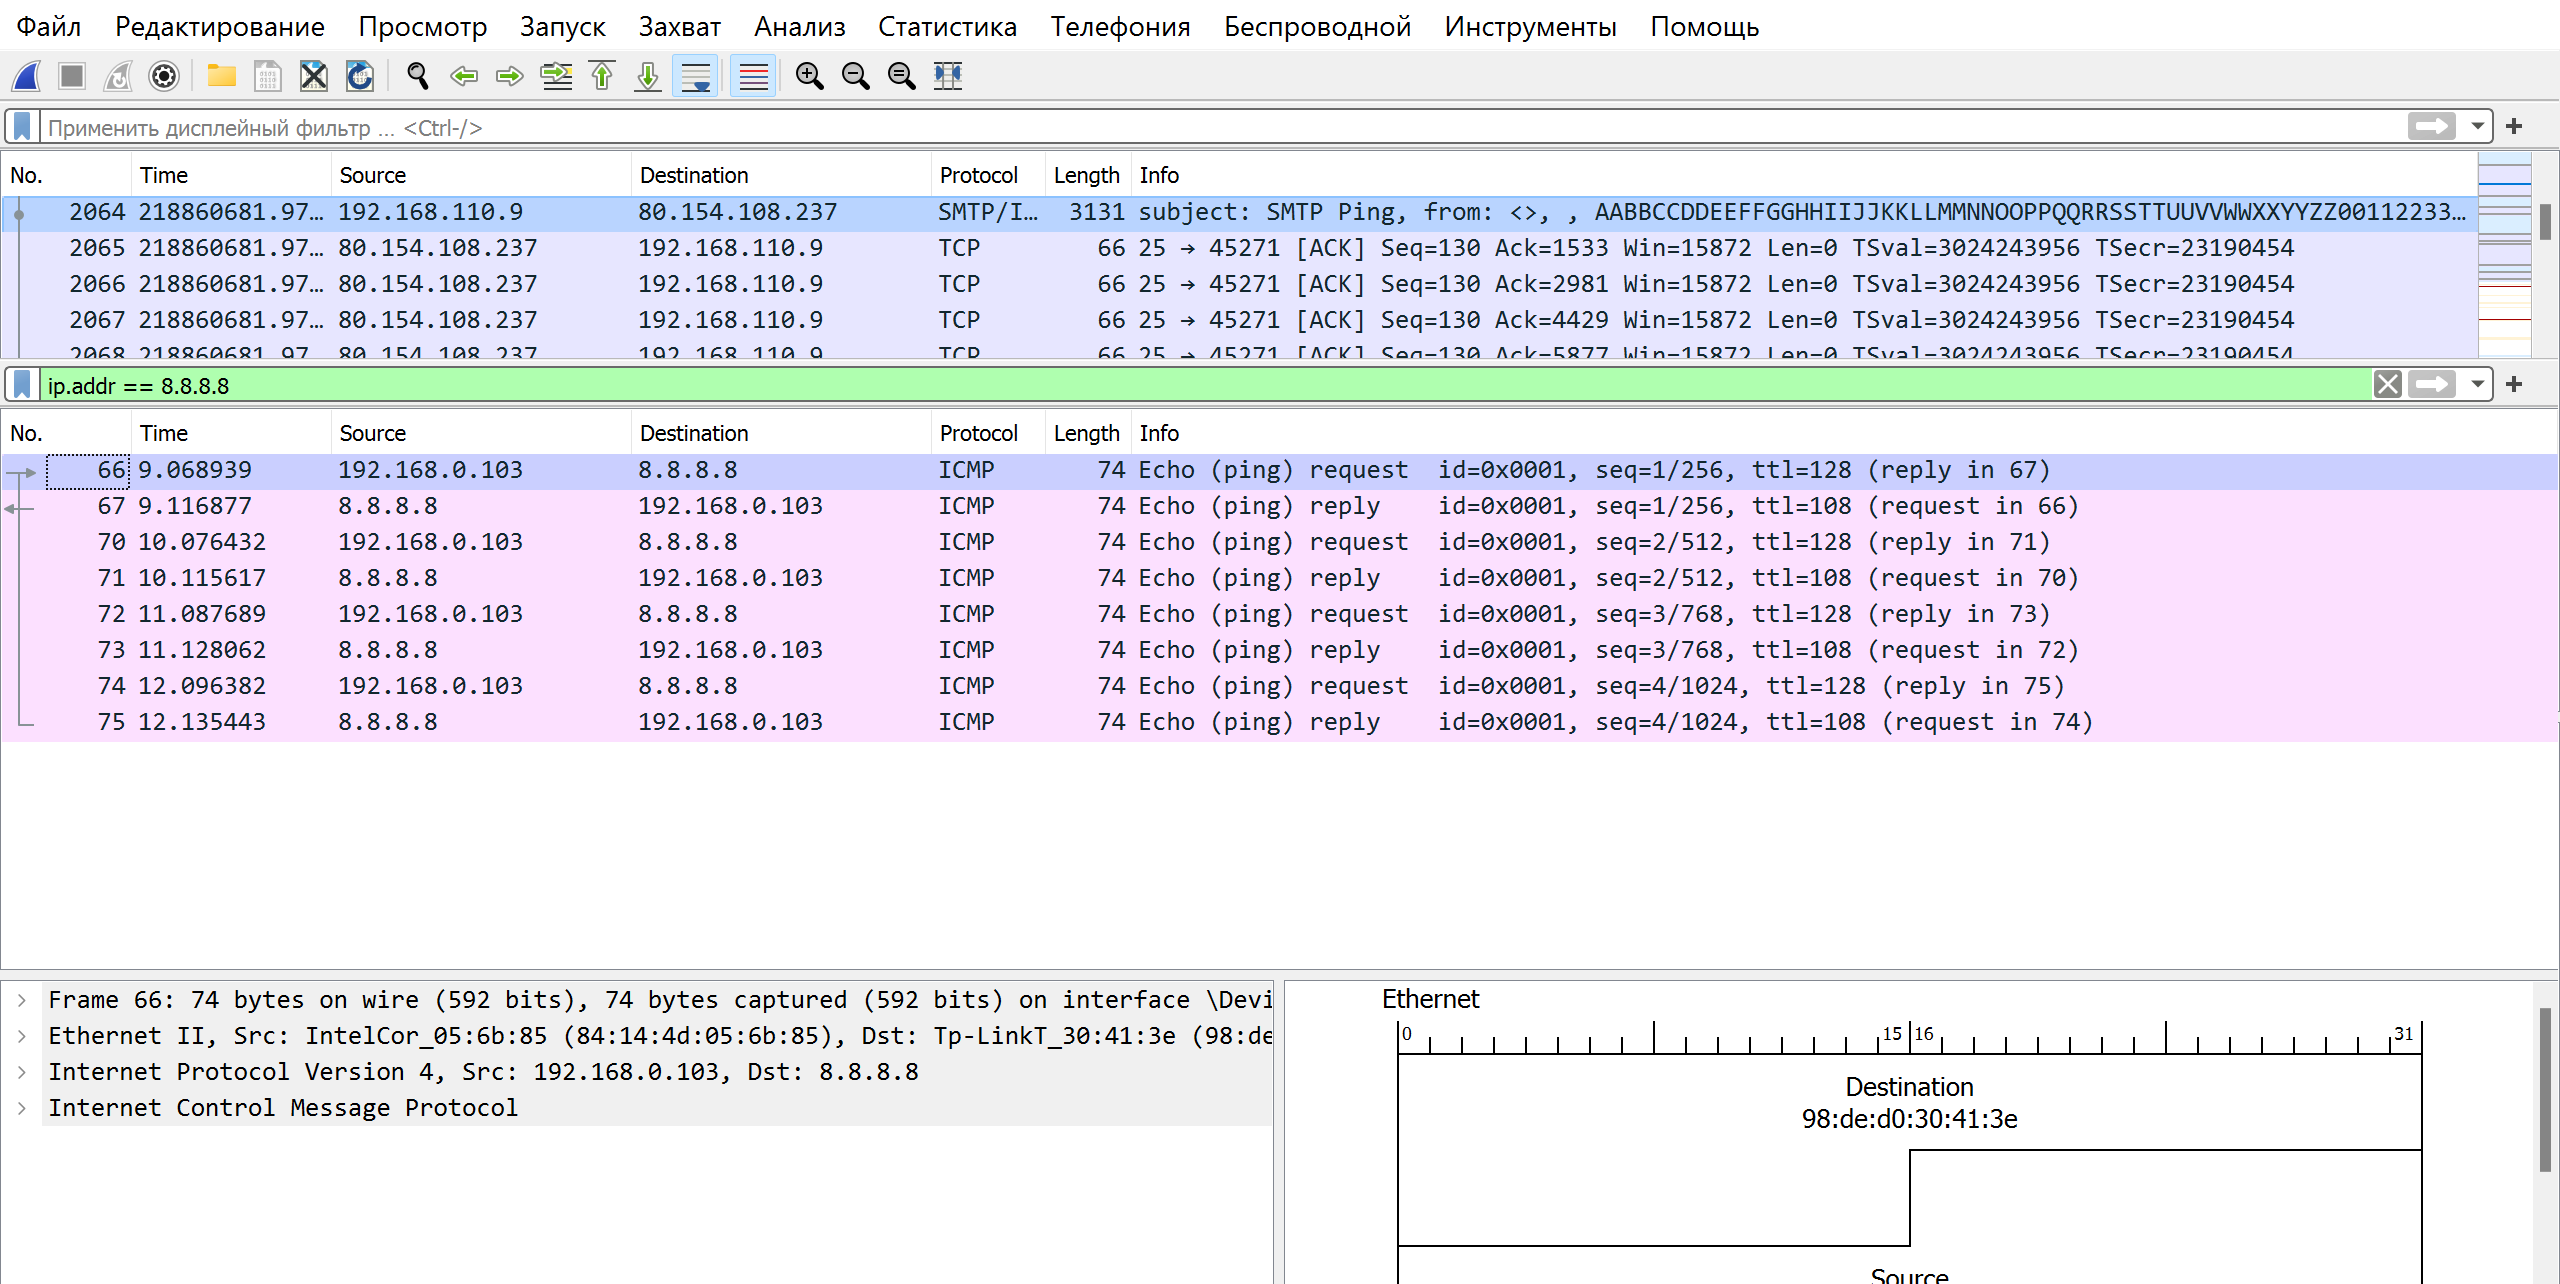 Файл Редактирование Просмотр Запуск Захват Анализ Статистика Телефония Беспроводной Инструменты Помощь
Применить дисплейный фильтр ... <Ctrl-/>
No. Time Source Destination Protocol Length Info
2064 218860681.97… 192.168.110.9 80.154.108.237 SMTP/I… 3131 subject: SMTP Ping, from: <>, , AABBCCDDEEFFGGHHIIJJKKLLMMNNOOPPQQRRSSTTUUVVWWXXYYZZ00112233…
2065 218860681.97… 80.154.108.237 192.168.110.9 TCP 66 25 → 45271 [ACK] Seq=130 Ack=1533 Win=15872 Len=0 TSval=3024243956 TSecr=23190454
2066 218860681.97… 80.154.108.237 192.168.110.9 TCP 66 25 → 45271 [ACK] Seq=130 Ack=2981 Win=15872 Len=0 TSval=3024243956 TSecr=23190454
2067 218860681.97… 80.154.108.237 192.168.110.9 TCP 66 25 → 45271 [ACK] Seq=130 Ack=4429 Win=15872 Len=0 TSval=3024243956 TSecr=23190454
2068 218860681.97 80.154.108.237 192.168.110.9 TCP 66 25 → 45271 [ACK] Seq=130 Ack=5877 Win=15872 Len=0 TSval=3024243956 TSecr=23190454
ip.addr == 8.8.8.8
No. Time Source Destination Protocol Length Info
66 9.068939 192.168.0.103 8.8.8.8 ICMP 74 Echo (ping) request id=0x0001, seq=1/256, ttl=128 (reply in 67)
67 9.116877 8.8.8.8 192.168.0.103 ICMP 74 Echo (ping) reply id=0x0001, seq=1/256, ttl=108 (request in 66)
70 10.076432 192.168.0.103 8.8.8.8 ICMP 74 Echo (ping) request id=0x0001, seq=2/512, ttl=128 (reply in 71)
71 10.115617 8.8.8.8 192.168.0.103 ICMP 74 Echo (ping) reply id=0x0001, seq=2/512, ttl=108 (request in 70)
72 11.087689 192.168.0.103 8.8.8.8 ICMP 74 Echo (ping) request id=0x0001, seq=3/768, ttl=128 (reply in 73)
73 11.128062 8.8.8.8 192.168.0.103 ICMP 74 Echo (ping) reply id=0x0001, seq=3/768, ttl=108 (request in 72)
74 12.096382 192.168.0.103 8.8.8.8 ICMP 74 Echo (ping) request id=0x0001, seq=4/1024, ttl=128 (reply in 75)
75 12.135443 8.8.8.8 192.168.0.103 ICMP 74 Echo (ping) reply id=0x0001, seq=4/1024, ttl=108 (request in 74)
Frame 66: 74 bytes on wire (592 bits), 74 bytes captured (592 bits) on interface \Devi
Ethernet II, Src: IntelCor_05:6b:85 (84:14:4d:05:6b:85), Dst: Tp-LinkT_30:41:3e (98:de
Internet Protocol Version 4, Src: 192.168.0.103, Dst: 8.8.8.8
Internet Control Message Protocol
Ethernet
0 15 16 31
Destination
98:de:d0:30:41:3e
Source